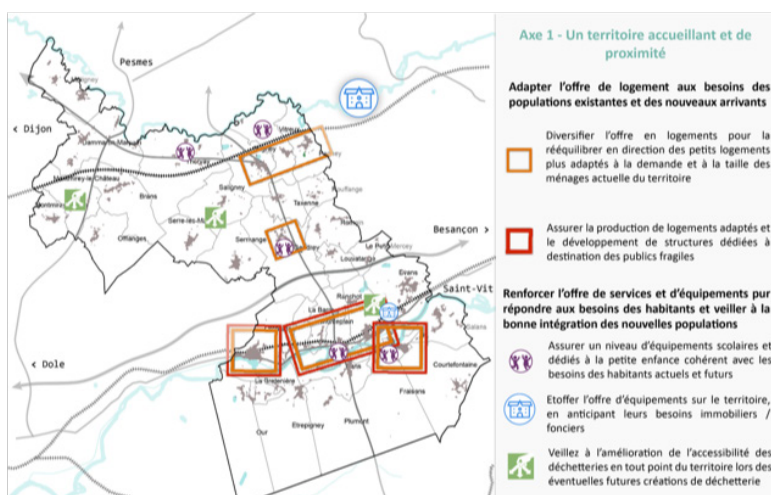 Axe 1 - Un territoire accueillant et de
proximité
Adapter l'offre de logement aux besoins des
populations existantes et des nouveaux arrivants
Diversifier l'offre en logements pour la
rééquilibrer en direction des petits logements
plus adaptés à la demande et à la taille des
ménages actuelle du territoire
Assurer la production de logements adaptés et
le développement de structures dédiées à
destination des publics fragiles
Renforcer l'offre de services et d'équipements pur
répondre aux besoins des habitants et veiller à la
bonne intégration des nouvelles populations
Assurer un niveau d'équipements scolaires et
dédiés à la petite enfance cohérent avec les
besoins des habitants actuels et futurs
Etoffer l'offre d'équipements sur le territoire,
en anticipant leurs besoins immobiliers /
fonciers
Veillez à l'amélioration de l'accessibilité des
déchetteries en tout point du territoire lors des
éventuelles futures créations de déchetterie
Pesmes
< Dijon
Brans
Saligney
Taxenne
Offlanges
Sermange
Besançon >
Louvatange
Evans
Saint-Vit
Ranchot
< Dole
Courtefontaine
Fraisans
Plumont
Etrepigney
Our